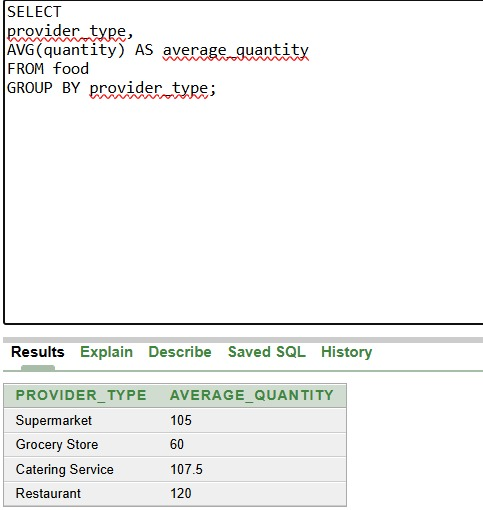 SELECT
provider_type,
AVG(quantity) AS average_quantity
FROM food
GROUP BY provider_type;
Results Explain Describe Saved SQL History
PROVIDER_TYPE AVERAGE_QUANTITY
Supermarket 105
Grocery Store 60
Catering Service 107.5
Restaurant 120